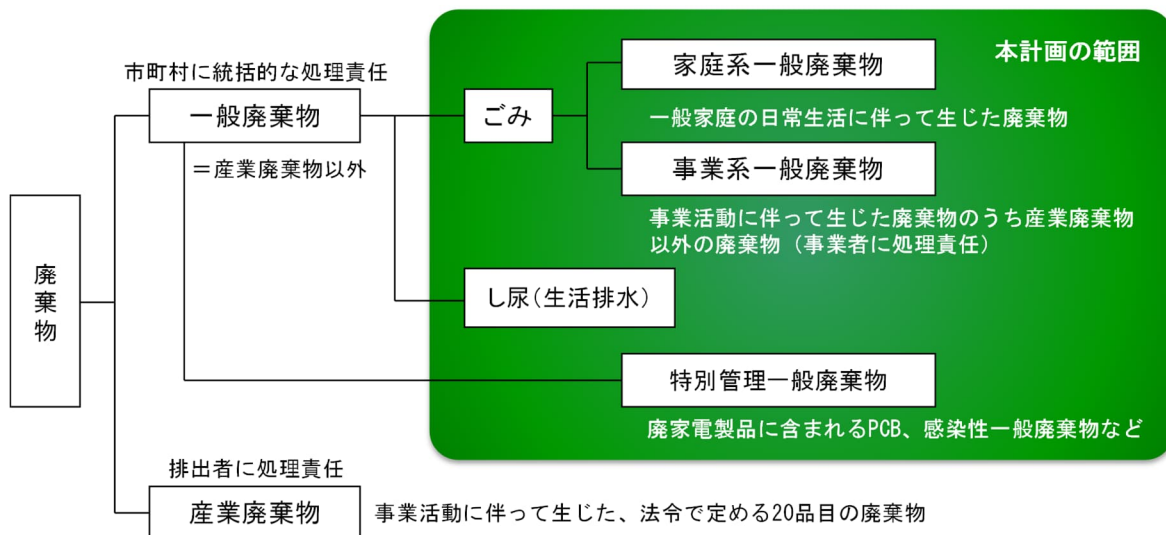 本計画の範囲
市町村に統括的な処理責任
一般廃棄物
＝産業廃棄物以外
ごみ
家庭系一般廃棄物
一般家庭の日常生活に伴って生じた廃棄物
事業系一般廃棄物
事業活動に伴って生じた廃棄物のうち産業廃棄物
以外の廃棄物（事業者に処理責任）
廃棄物
し尿(生活排水)
特別管理一般廃棄物
廃家電製品に含まれるPCB、感染性一般廃棄物など
排出者に処理責任
産業廃棄物
事業活動に伴って生じた、法令で定める20品目の廃棄物